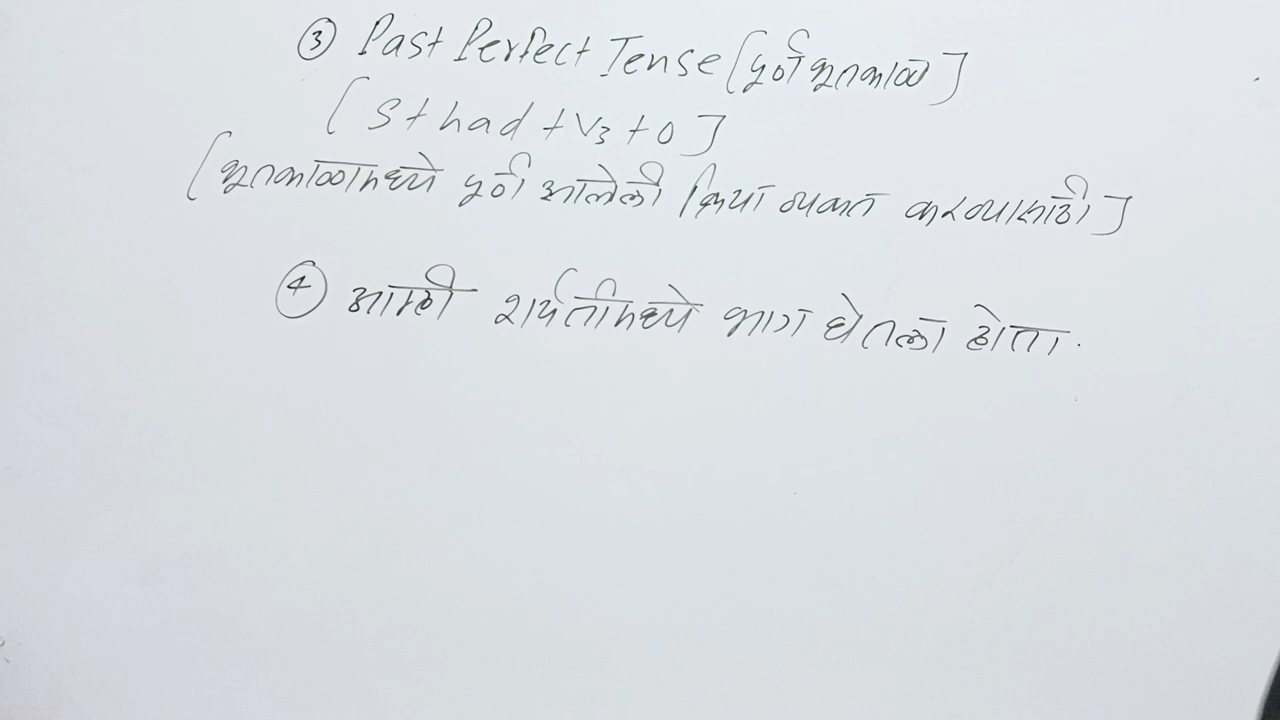 ③ Past Perfect Tense [पूर्ण भूतकाळ]
[S + had + V3 + O]
[भूतकाळामध्ये पूर्ण झालेली क्रिया व्यक्त करण्यासाठी]
④ आम्ही शर्यतीमध्ये भाग घेतला होता.